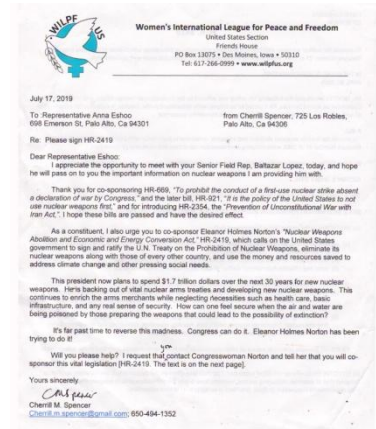 WILPF
US
Women's International League for Peace and Freedom
United States Section
Friends House
PO Box 13075 • Des Moines, Iowa • 50310
Tel: 617-266-0999 • www.wilpfus.org
July 17, 2019
To Representative Anna Eshoo from Cherrill Spencer, 725 Los Robles,
698 Emerson St, Palo Alto, Ca 94301 Palo Alto, Ca 94306
Re: Please sign HR-2419
Dear Representative Eshoo:
I appreciate the opportunity to meet with your Senior Field Rep, Baltazar Lopez, today, and hope
he will pass on to you the important information on nuclear weapons I am providing him with.
Thank you for co-sponsoring HR-669, "To prohibit the conduct of a first-use nuclear strike absent
a declaration of war by Congress," and the later bill, HR-921, "It is the policy of the United States to not
use nuclear weapons first," and for introducing HR-2354, the "Prevention of Unconstitutional War with
Iran Act,". I hope these bills are passed and have the desired effect.
As a constituent, I also urge you to co-sponsor Eleanor Holmes Norton's "Nuclear Weapons
Abolition and Economic and Energy Conversion Act," HR-2419, which calls on the United States
government to sign and ratify the U.N. Treaty on the Prohibition of Nuclear Weapons, eliminate its
nuclear weapons along with those of every other country, and use the money and resources saved to
address climate change and other pressing social needs.
This president now plans to spend $1.7 trillion dollars over the next 30 years for new nuclear
weapons. He's backing out of vital nuclear arms treaties and developing new nuclear weapons. This
continues to enrich the arms merchants while neglecting necessities such as health care, basic
infrastructure, and any real sense of security. How can one feel secure when the air and water are
being poisoned by those preparing the weapons that could lead to the possibility of extinction?
It's far past time to reverse this madness. Congress can do it. Eleanor Holmes Norton has been
trying to do it!
you
Will you please help? I request that contact Congresswoman Norton and tell her that you will co-
sponsor this vital legislation [HR-2419. The text is on the next page].
Yours sincerely
CMSpencer
Cherrill M. Spencer
Cherrill.m.spencer@gmail.com; 650-494-1352